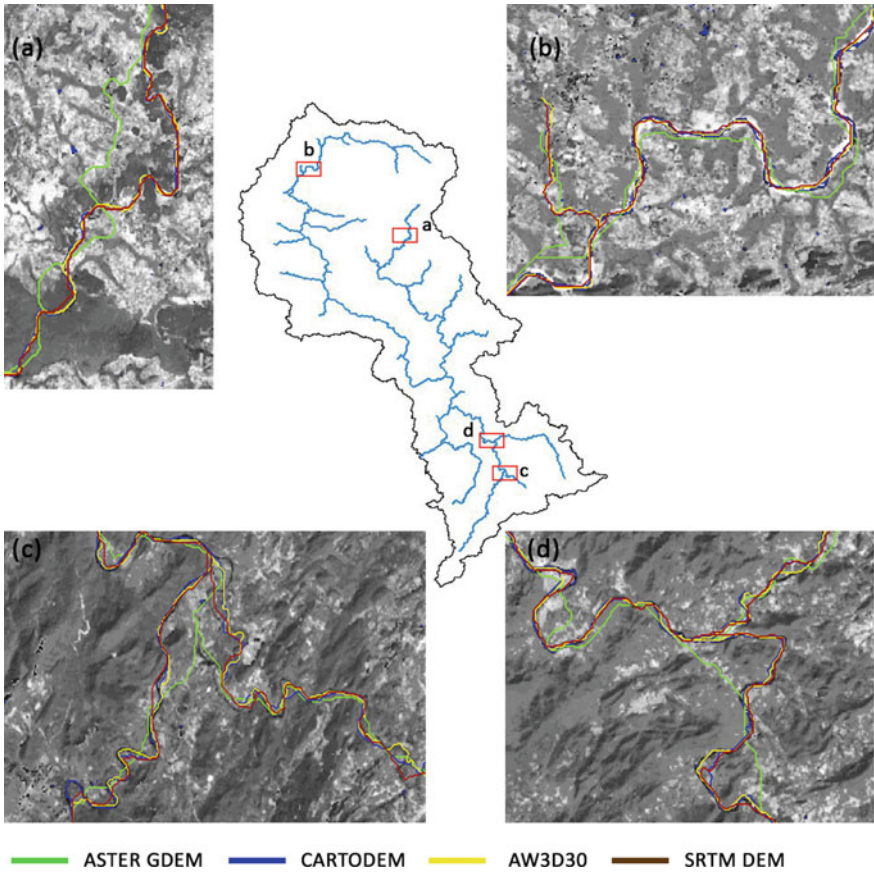 (a)
(b)
b
a
d
c
(c)
(d)
ASTER GDEM
CARTODEM
AW3D30
SRTM DEM